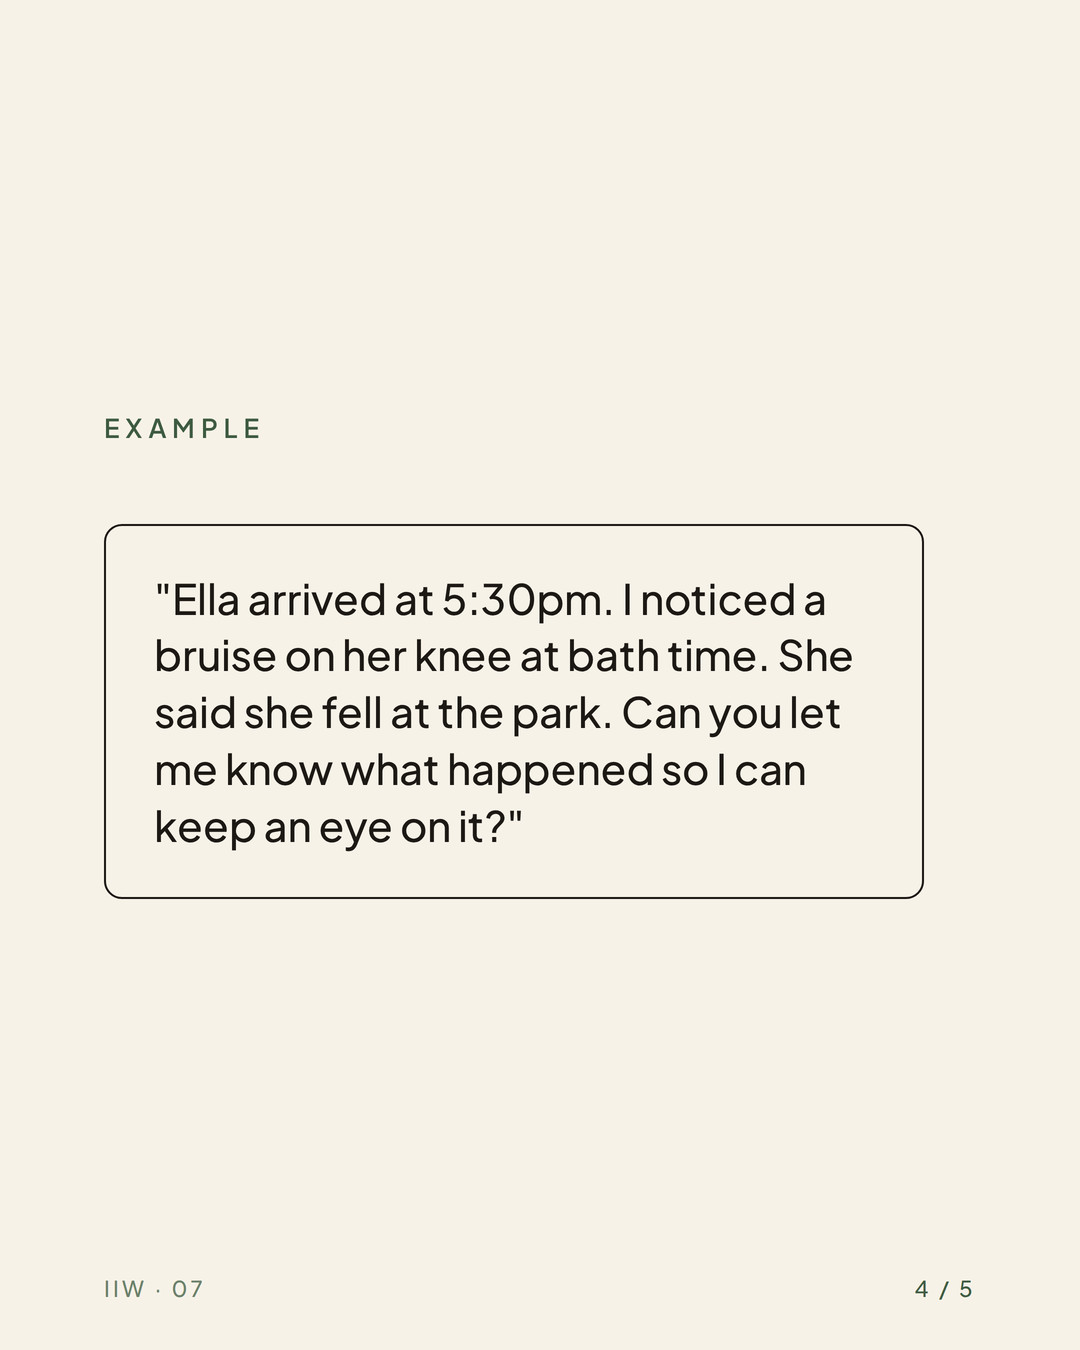 EXAMPLE
"Ella arrived at 5:30pm. I noticed a
bruise on her knee at bath time. She
said she fell at the park. Can you let
me know what happened so I can
keep an eye on it?"
IIW · 07
4 / 5